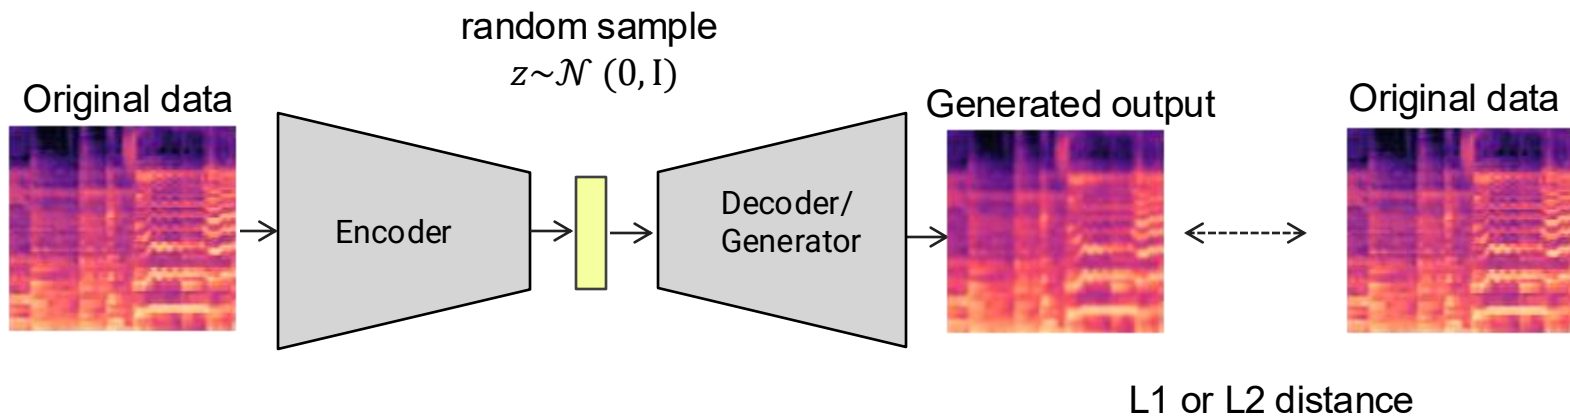 random sample
z~𝒩 (0, I)
Original data
Encoder
Decoder/
Generator
Generated output
Original data
L1 or L2 distance